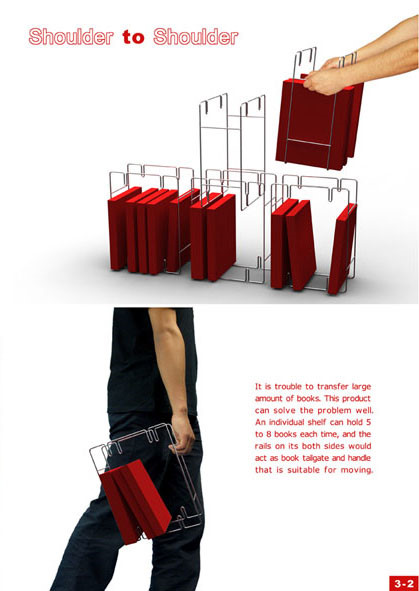 Shoulder to Shoulder
It is trouble to transfer large
amount of books. This product
can solve the problem well.
An individual shelf can hold 5
to 8 books each time, and the
rails on its both sides would
act as book tailgate and handle
that is suitable for moving.
3-2